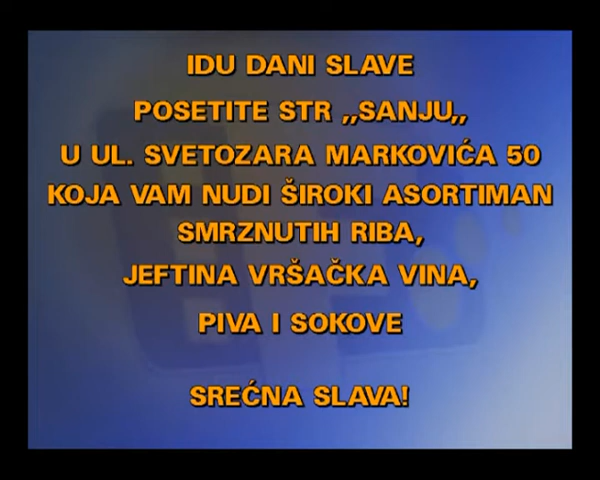 IDU DANI SLAVE
POSETITE STR ,,SANJU,,
U UL. SVETOZARA MARKOVIĆA 50
KOJA VAM NUDI ŠIROKI ASORTIMAN
SMRZNUTIH RIBA,
JEFTINA VRŠAČKA VINA,
PIVA I SOKOVE
SREĆNA SLAVA!